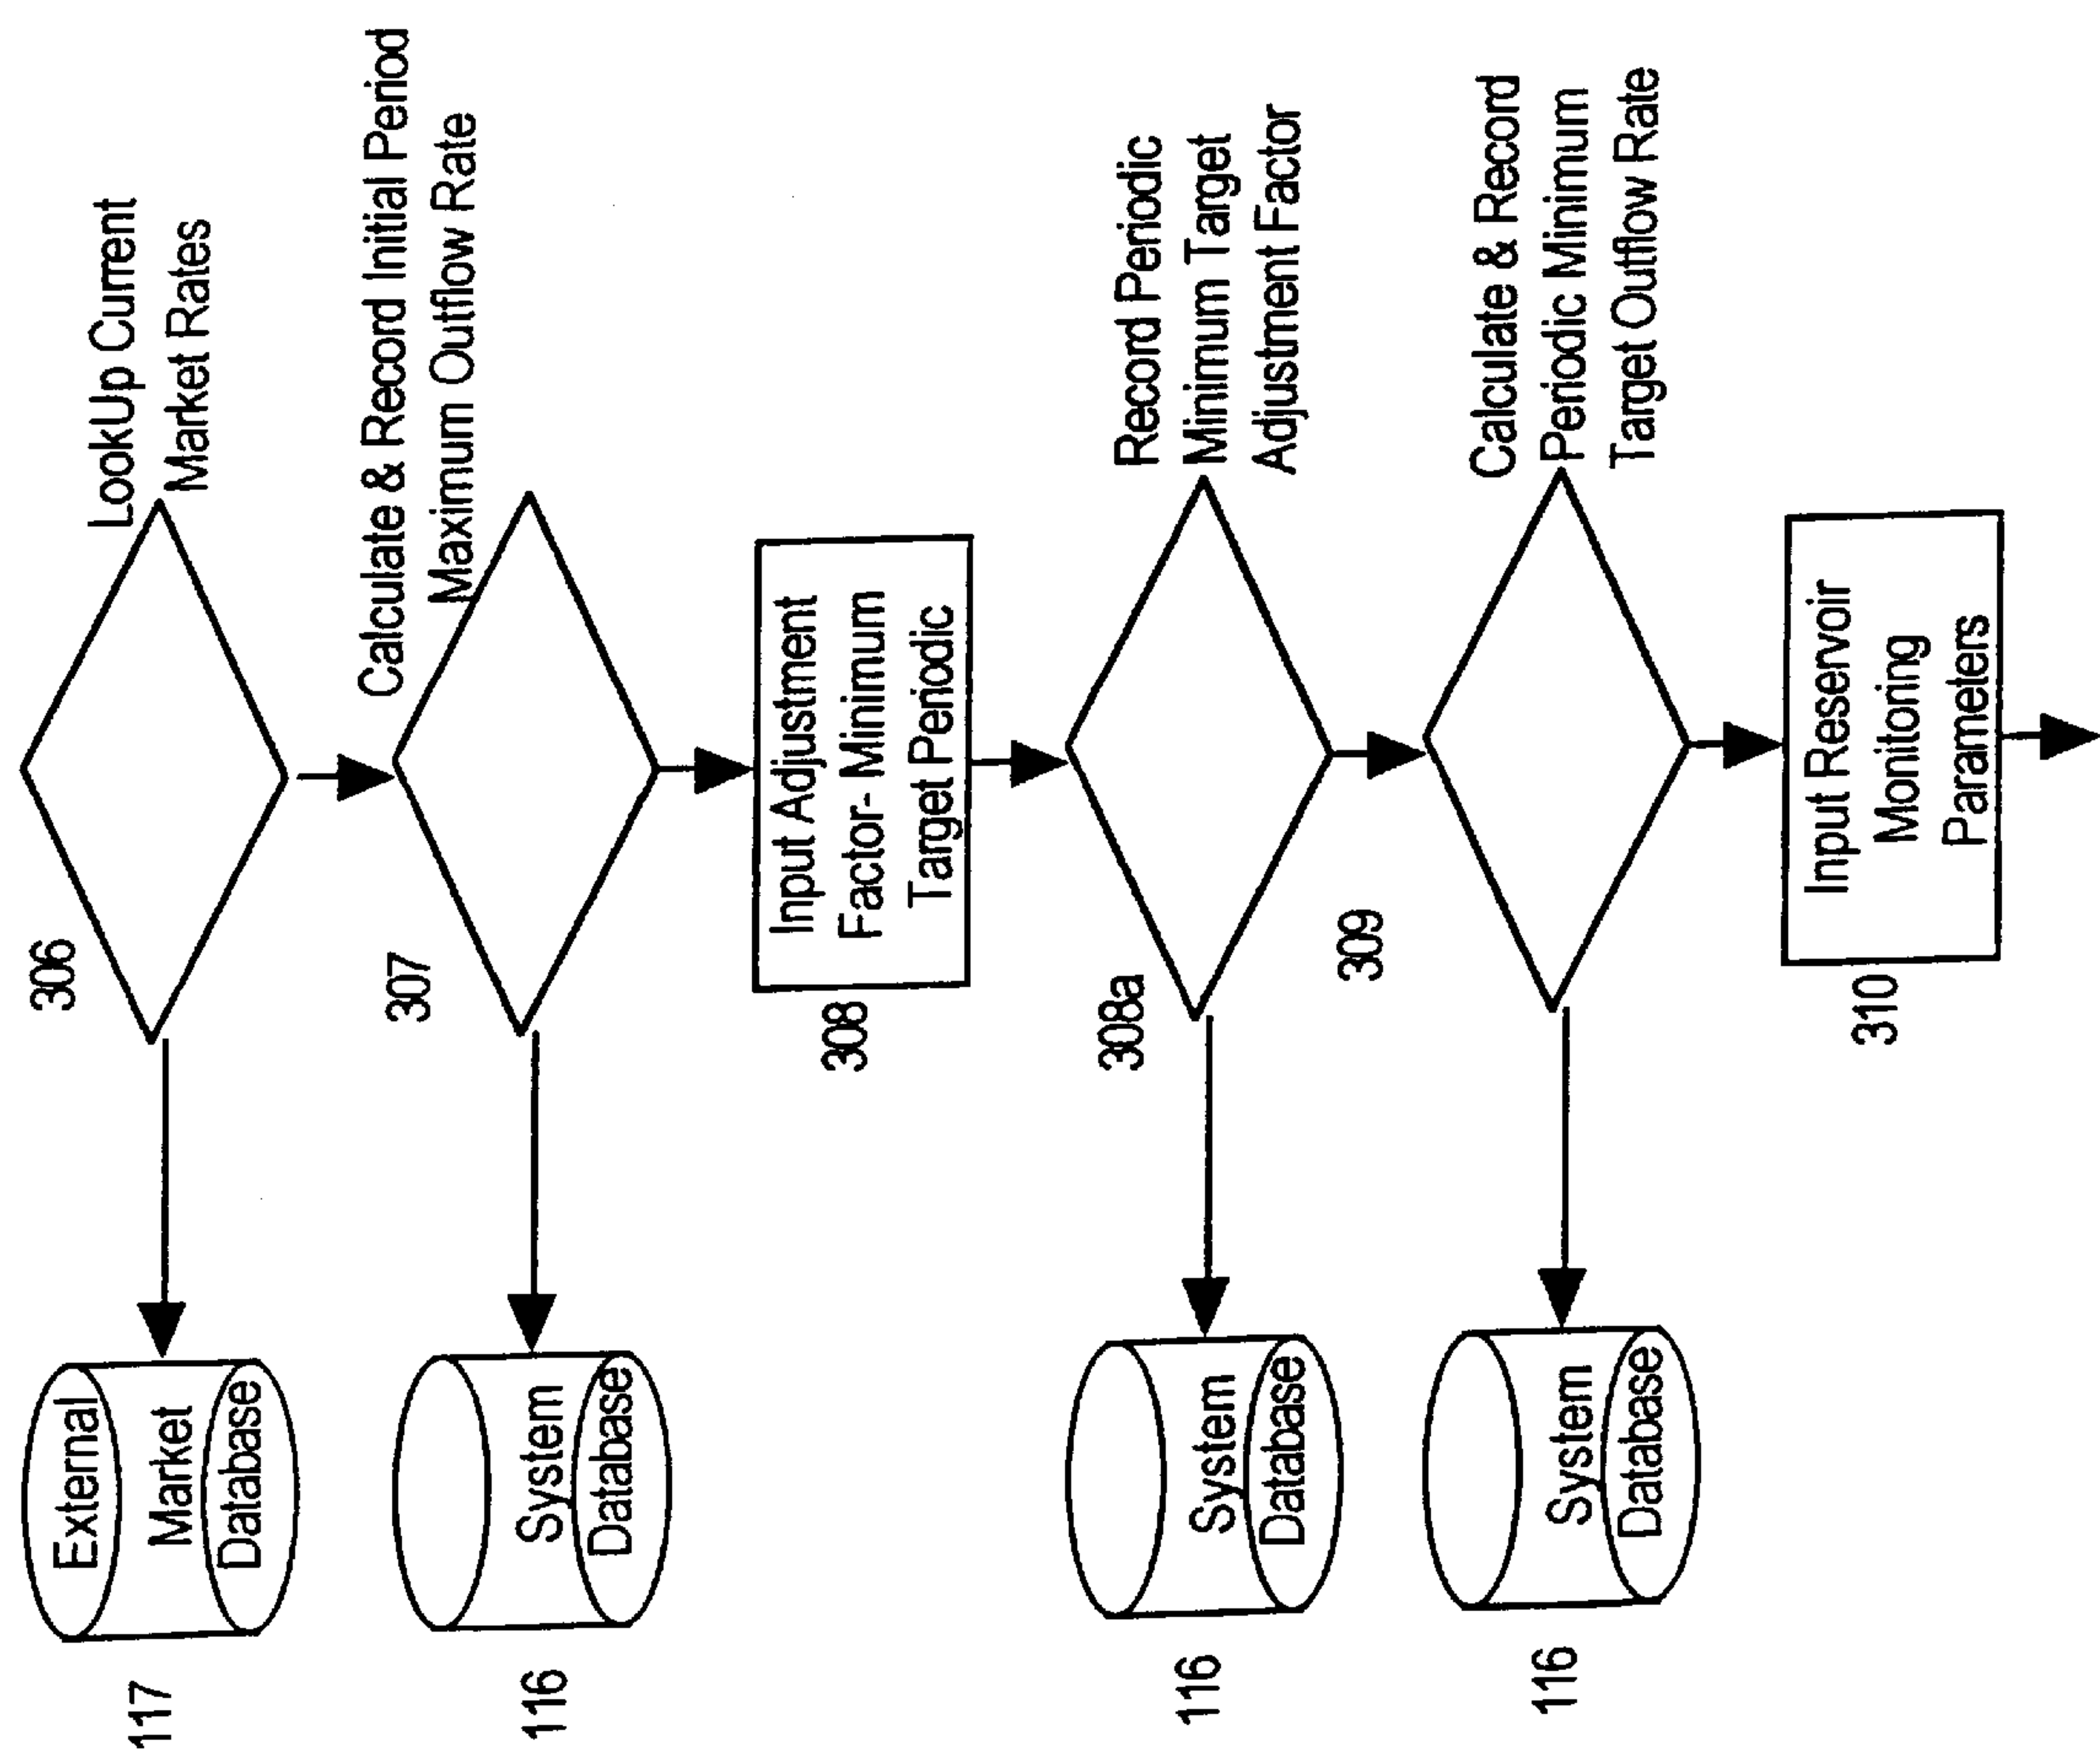 306
LookUp Current
Market Rates
External
Market
Database
117
307
Calculate & Record Initial Period
Maximum Outflow Rate
System
Database
116
308
Input Adjustment
Factor- Minimum
Target Periodic
308a
Record Periodic
Minimum Target
Adjustment Factor
System
Database
116
309
Calculate & Record
Periodic Minimum
Target Outflow Rate
System
Database
116
310
Input Reservoir
Monitoring
Parameters